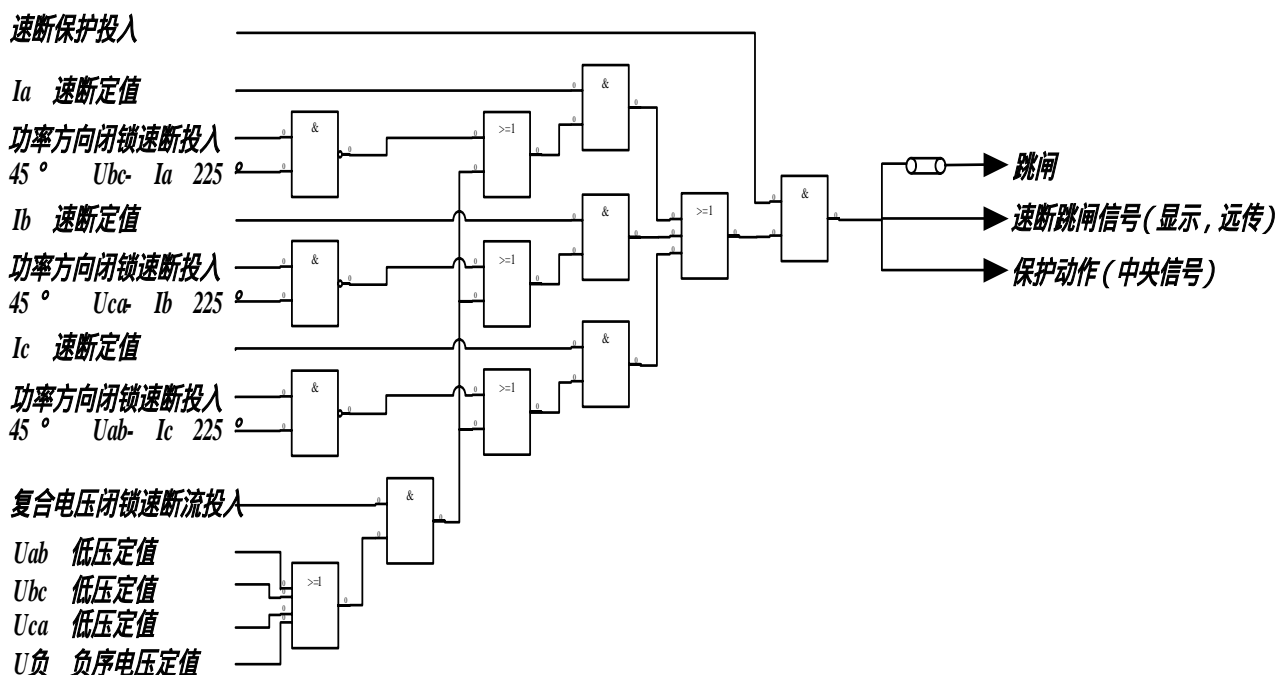 速断保护投入
Ia 速断定值
功率方向闭锁速断投入
45° Ubc- Ia 225°
Ib 速断定值
功率方向闭锁速断投入
45° Uca- Ib 225°
Ic 速断定值
功率方向闭锁速断投入
45° Uab- Ic 225°
复合电压闭锁速断流投入
Uab 低压定值
Ubc 低压定值
Uca 低压定值
U负 负序电压定值
&
&
&
&
>=1
>=1
>=1
>=1
&
&
&
>=1
&
跳闸
速断跳闸信号(显示,远传)
保护动作(中央信号)